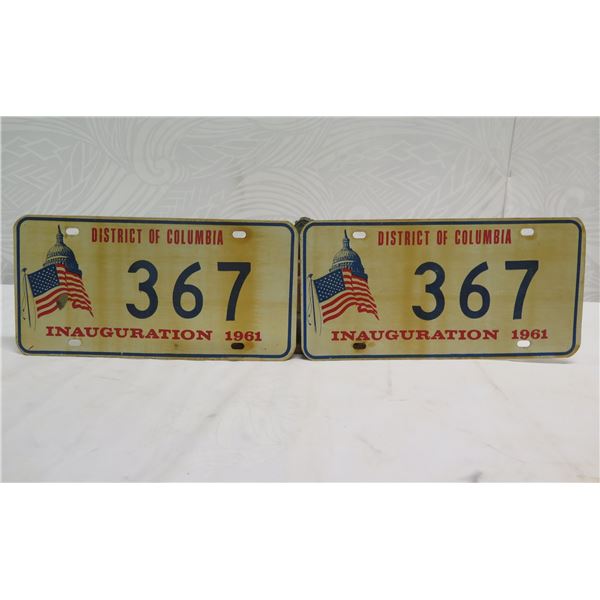 DISTRICT OF COLUMBIA
367
INAUGURATION 1961
DISTRICT OF COLUMBIA
367
INAUGURATION 1961